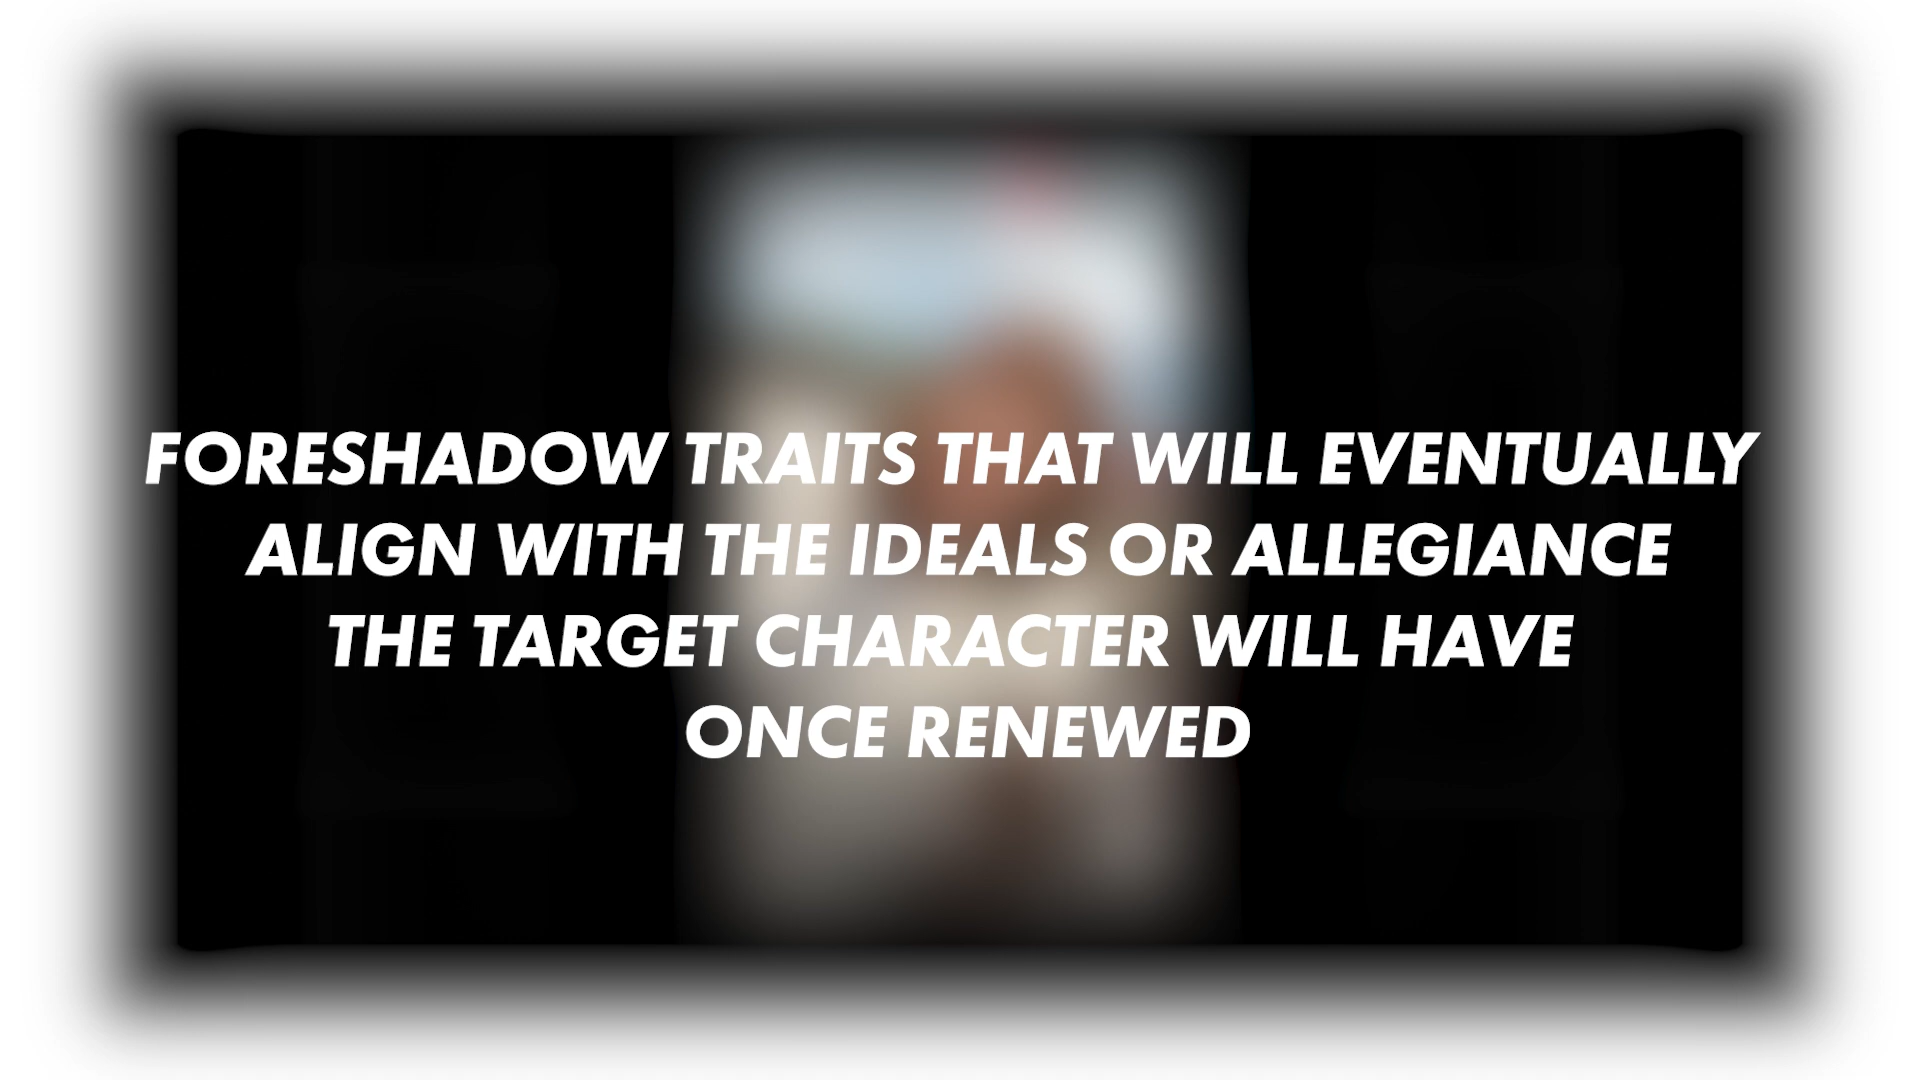 FORESHADOW TRAITS THAT WILL EVENTUALLY
ALIGN WITH THE IDEALS OR ALLEGIANCE
THE TARGET CHARACTER WILL HAVE
ONCE RENEWED